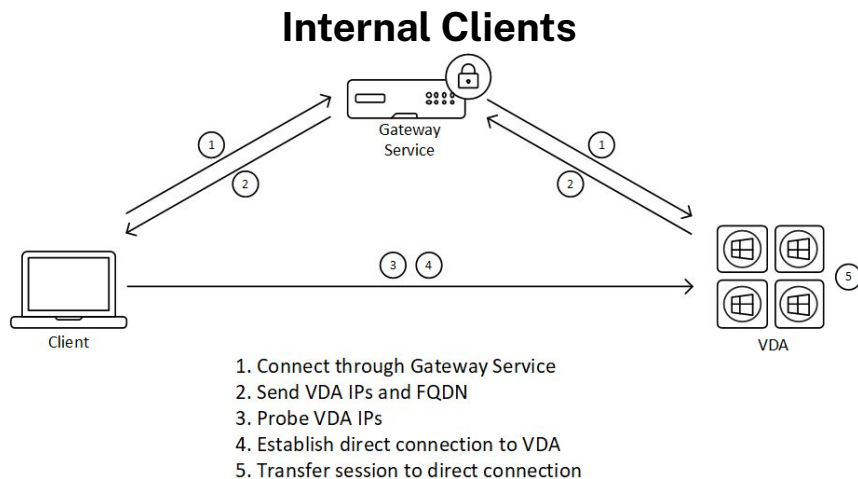 Internal Clients
Gateway
Service
1
1
2
2
3
4
5
Client
VDA
1. Connect through Gateway Service
2. Send VDA IPs and FQDN
3. Probe VDA IPs
4. Establish direct connection to VDA
5. Transfer session to direct connection